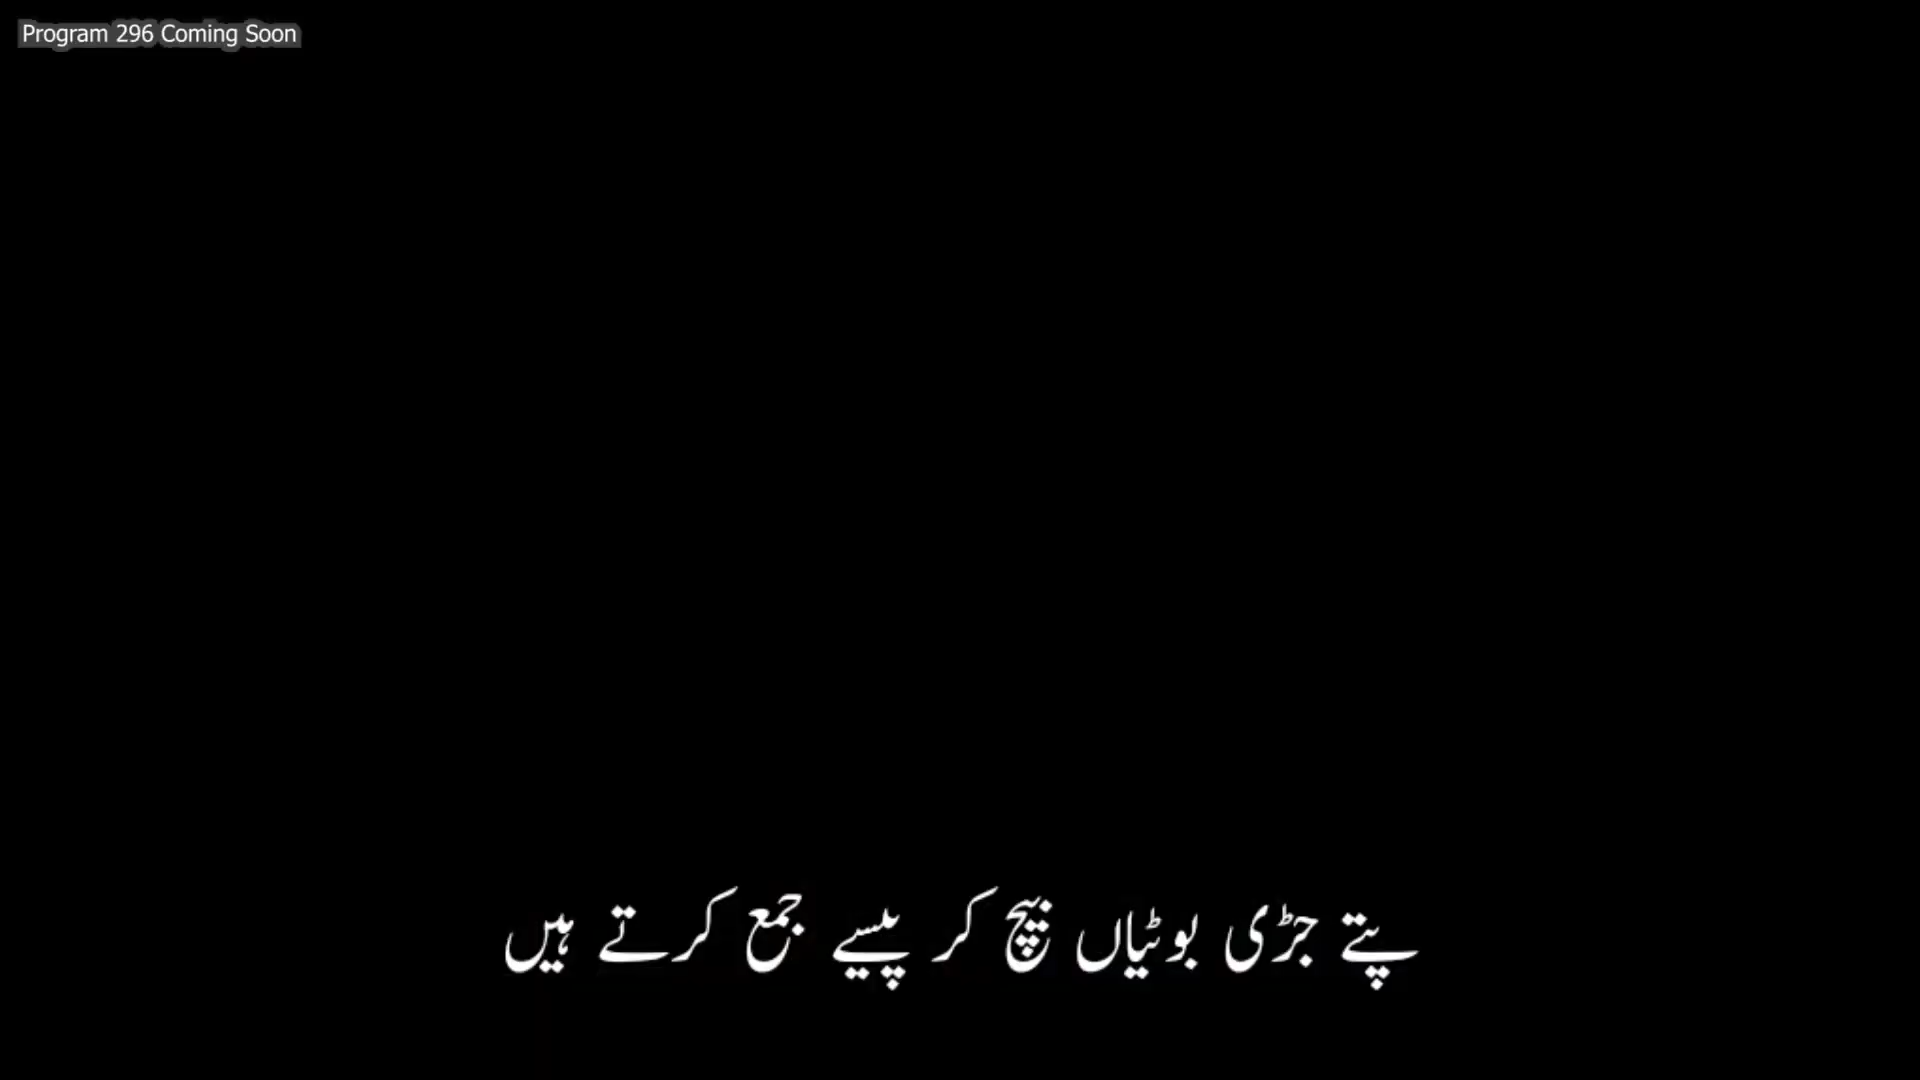 Program 296 Coming Soon
پتے جڑی بوٹیاں بیچ کر پیسے جمع کرتے ہیں